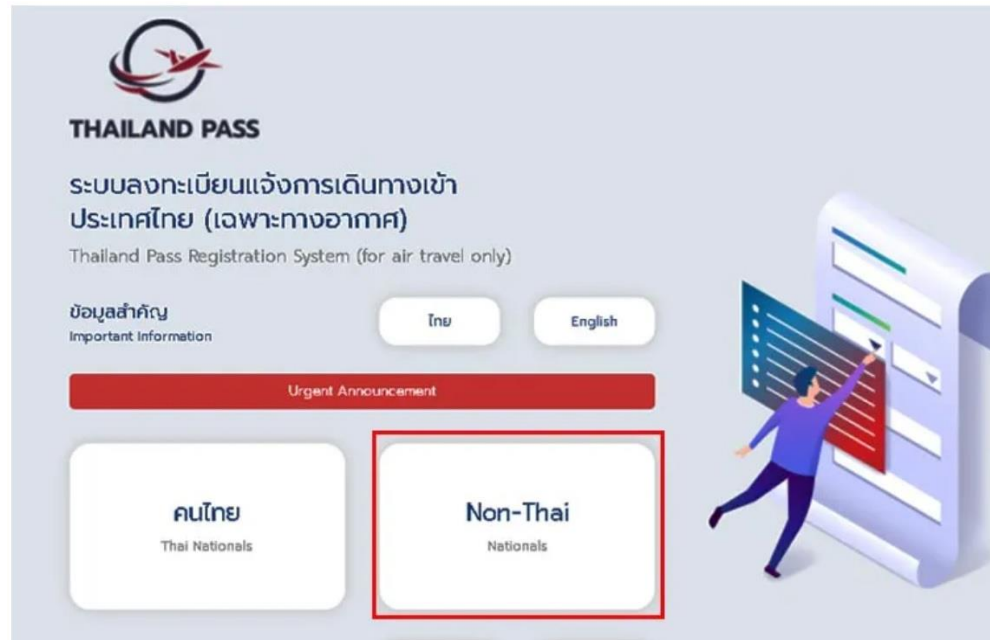 THAILAND PASS
ระบบลงทะเบียนแจ้งการเดินทางเข้า
ประเทศไทย (เฉพาะทางอากาศ)
Thailand Pass Registration System (for air travel only)
ข้อมูลสำคัญ
Important Information
ไทย
English
Urgent Announcement
คนไทย
Thai Nationals
Non-Thai
Nationals